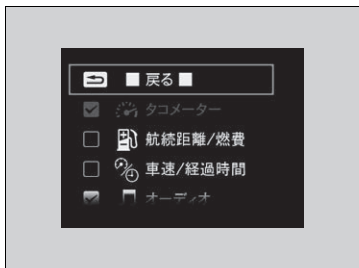 ■戻る■
タコメーター
航続距離/燃費
車速/経過時間
オーディオ